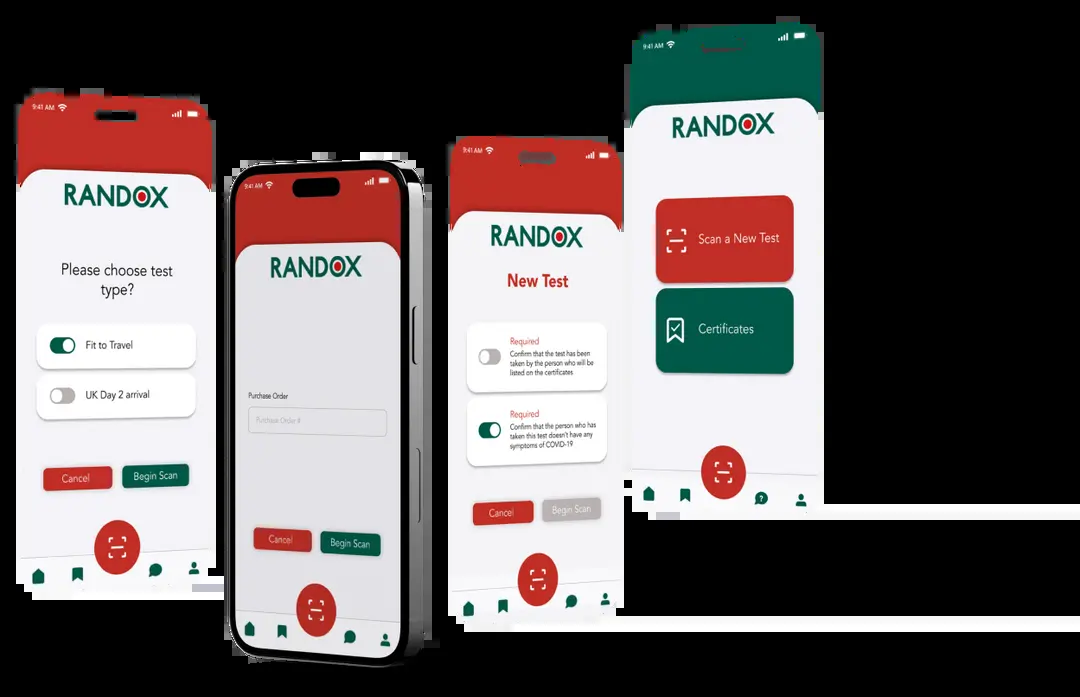 9:41 AM
RANDOX
Please choose test
type?
Fit to Travel
UK Day 2 arrival
Cancel
Begin Scan
9:41 AM
RANDOX
Purchase Order
Purchase Order #
Cancel
Begin Scan
9:41 AM
RANDOX
New Test
Required
Confirm that the test has been
taken by the person who will be
listed on the certificates
Required
Confirm that the person who has
taken this test doesn't have any
symptoms of COVID-19
Cancel
Begin Scan
9:41 AM
RANDOX
Scan a New Test
Certificates
?